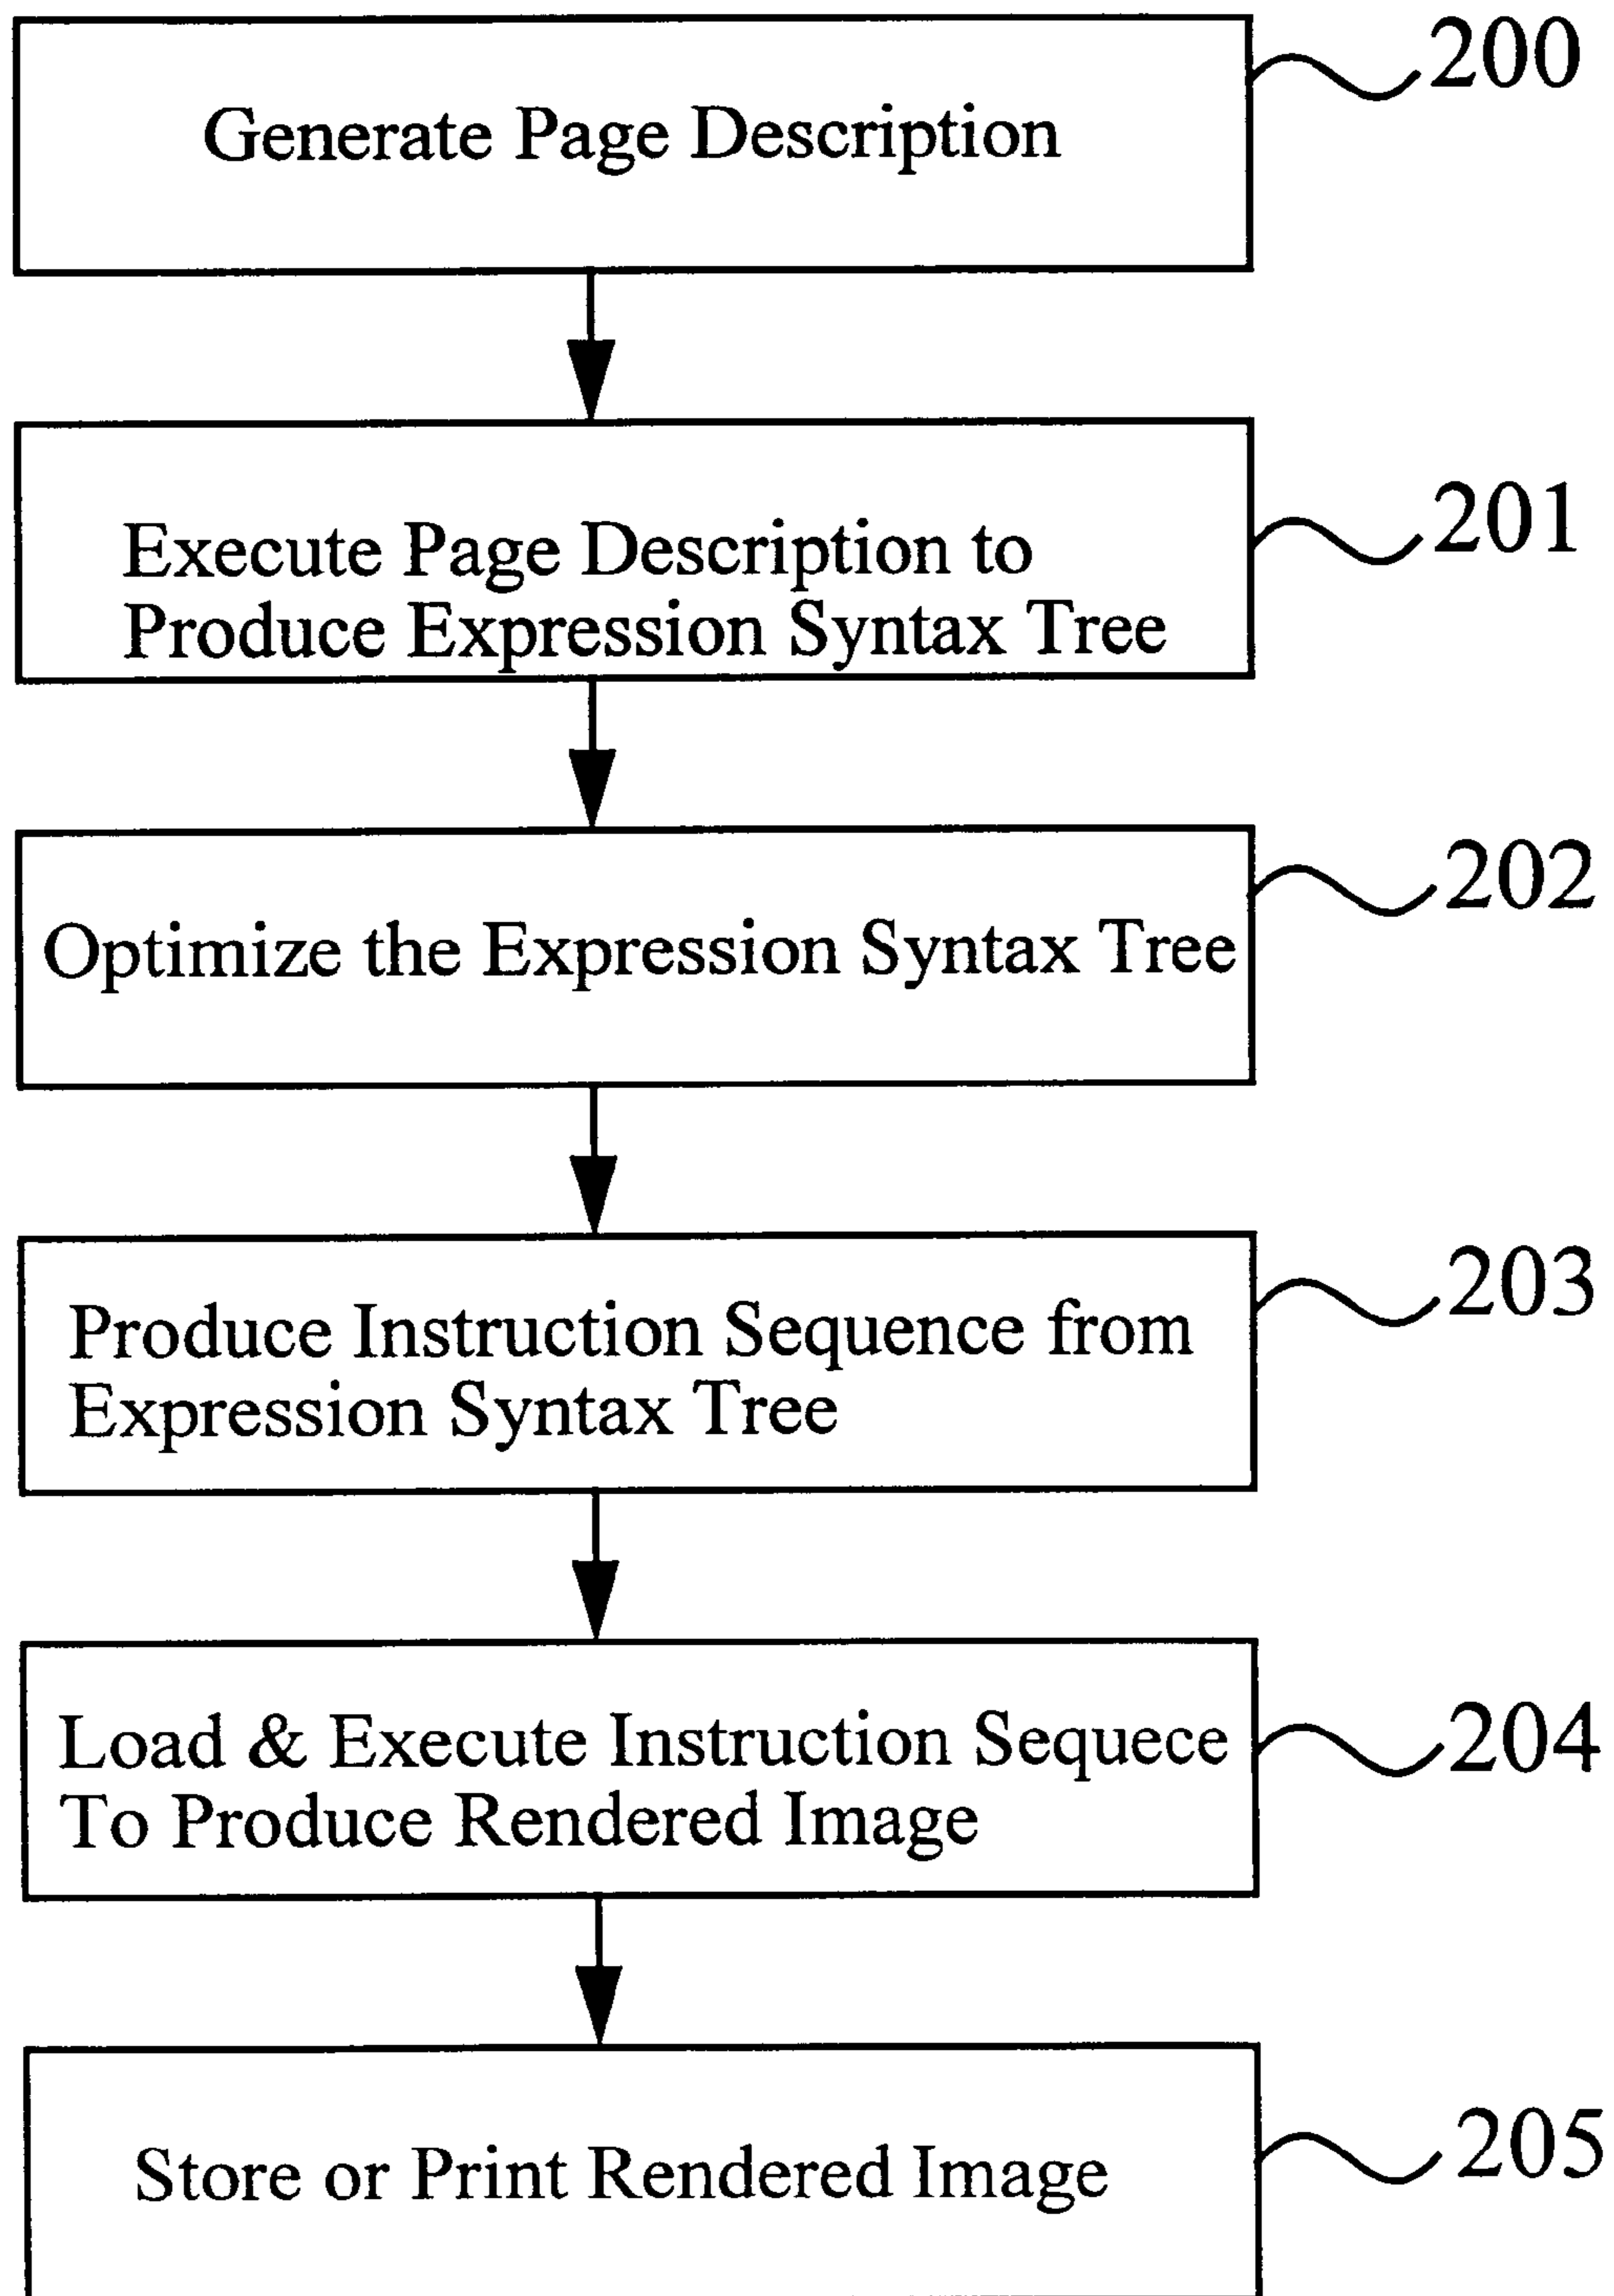 Generate Page Description
200
Execute Page Description to
Produce Expression Syntax Tree
201
Optimize the Expression Syntax Tree
202
Produce Instruction Sequence from
Expression Syntax Tree
203
Load & Execute Instruction Sequece
To Produce Rendered Image
204
Store or Print Rendered Image
205